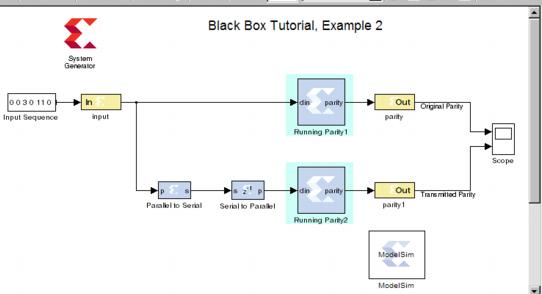 Black Box Tutorial, Example 2
System
Generator
0 0 3 0 11 0
Input Sequence
In
input
din parity
Running Parity1
Out
parity
Original Parity
Scope
p s
Parallel to Serial
s z⁻¹ p
Serial to Parallel
din parity
Running Parity2
Out
parity1
Transmitted Parity
ModelSim
ModelSim